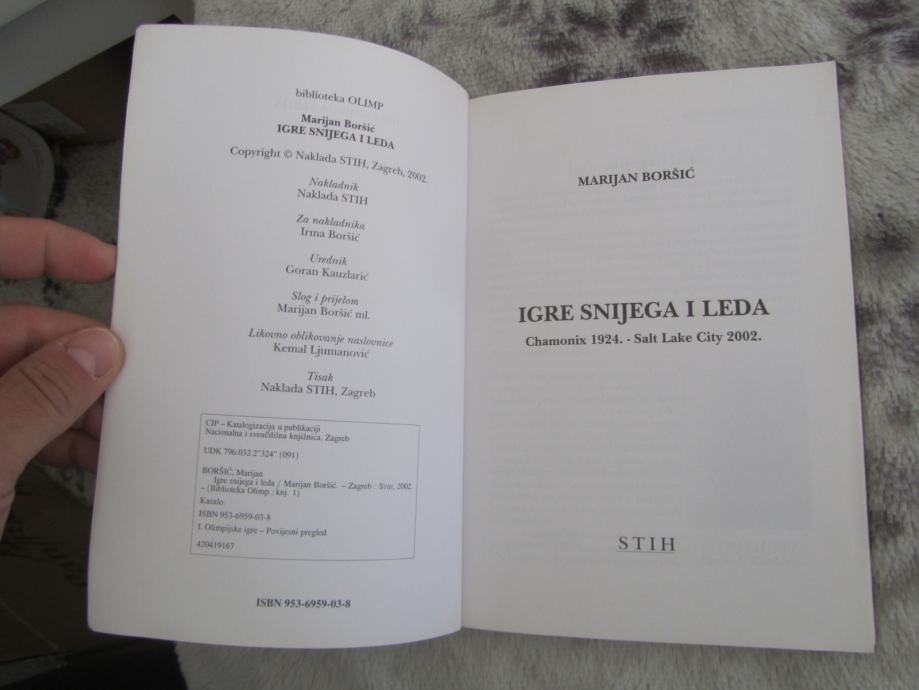 biblioteka OLIMP
Marijan Boršić
IGRE SNIJEGA I LEDA
Copyright © Naklada STIH, Zagreb, 2002.
Nakladnik
Naklada STIH
Za nakladnika
Irma Boršić
Urednik
Goran Kauzlarić
Slog i prijelom
Marijan Boršić ml.
Likovno oblikovanje naslovnice
Kemal Ljumanović
Tisak
Naklada STIH, Zagreb
CIP – Katalogizacija u publikaciji
Nacionalna i sveučilišna knjižnica, Zagreb
UDK 796.032.2"324" (091)
BORŠIĆ, Marijan
Igre snijega i leda / Marijan Boršić. – Zagreb : Stih, 2002.
– (Biblioteka Olimp ; knj. 1)
Kazalo.
ISBN 953-6959-03-8
I. Olimpijske igre – Povijesni pregled
420419167
ISBN 953-6959-03-8
MARIJAN BORŠIĆ
IGRE SNIJEGA I LEDA
Chamonix 1924. - Salt Lake City 2002.
STIH